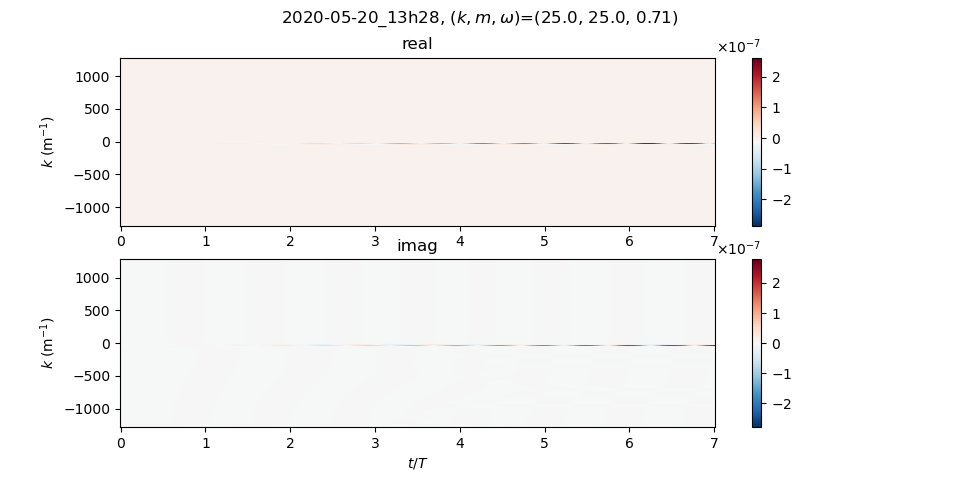 2020-05-20_13h28, (k, m, ω)=(25.0, 25.0, 0.71)
real
×10⁻⁷
1000
500
0
−500
−1000
k (m⁻¹)
0 1 2 3 4 5 6 7
2
1
0
−1
−2
imag
×10⁻⁷
1000
500
0
−500
−1000
k (m⁻¹)
0 1 2 3 4 5 6 7
t/T
2
1
0
−1
−2